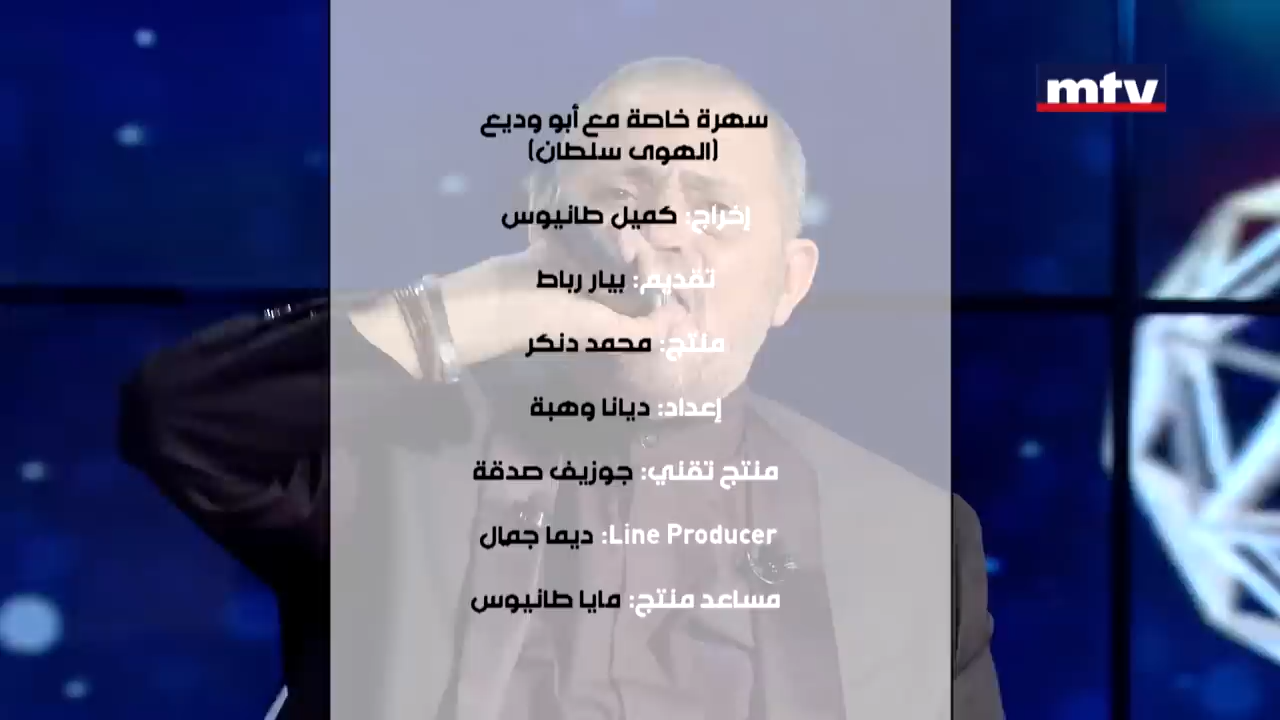 mtv
سهرة خاصة مع أبو وديع
(الهوى سلطان)
إخراج: كميل طانيوس
تقديم: بيار رباط
منتج: محمد دنكر
إعداد: ديانا وهبة
منتج تقني: جوزيف صدقة
Line Producer: ديما جمال
مساعد منتج: مايا طانيوس